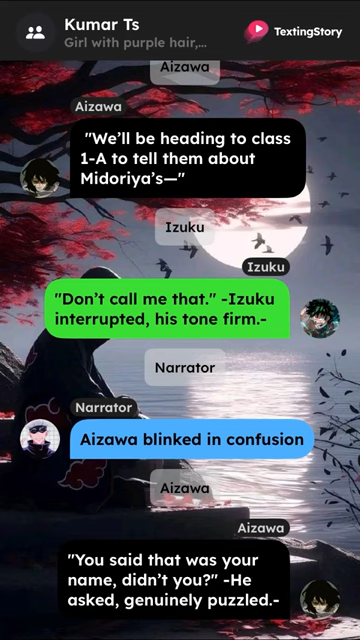 Kumar Ts
Girl with purple hair,...
TextingStory
Aizawa
Aizawa
"We’ll be heading to class
1-A to tell them about
Midoriya’s—"
Izuku
Izuku
"Don’t call me that." -Izuku
interrupted, his tone firm.-
Narrator
Narrator
Aizawa blinked in confusion
Aizawa
Aizawa
"You said that was your
name, didn’t you?" -He
asked, genuinely puzzled.-